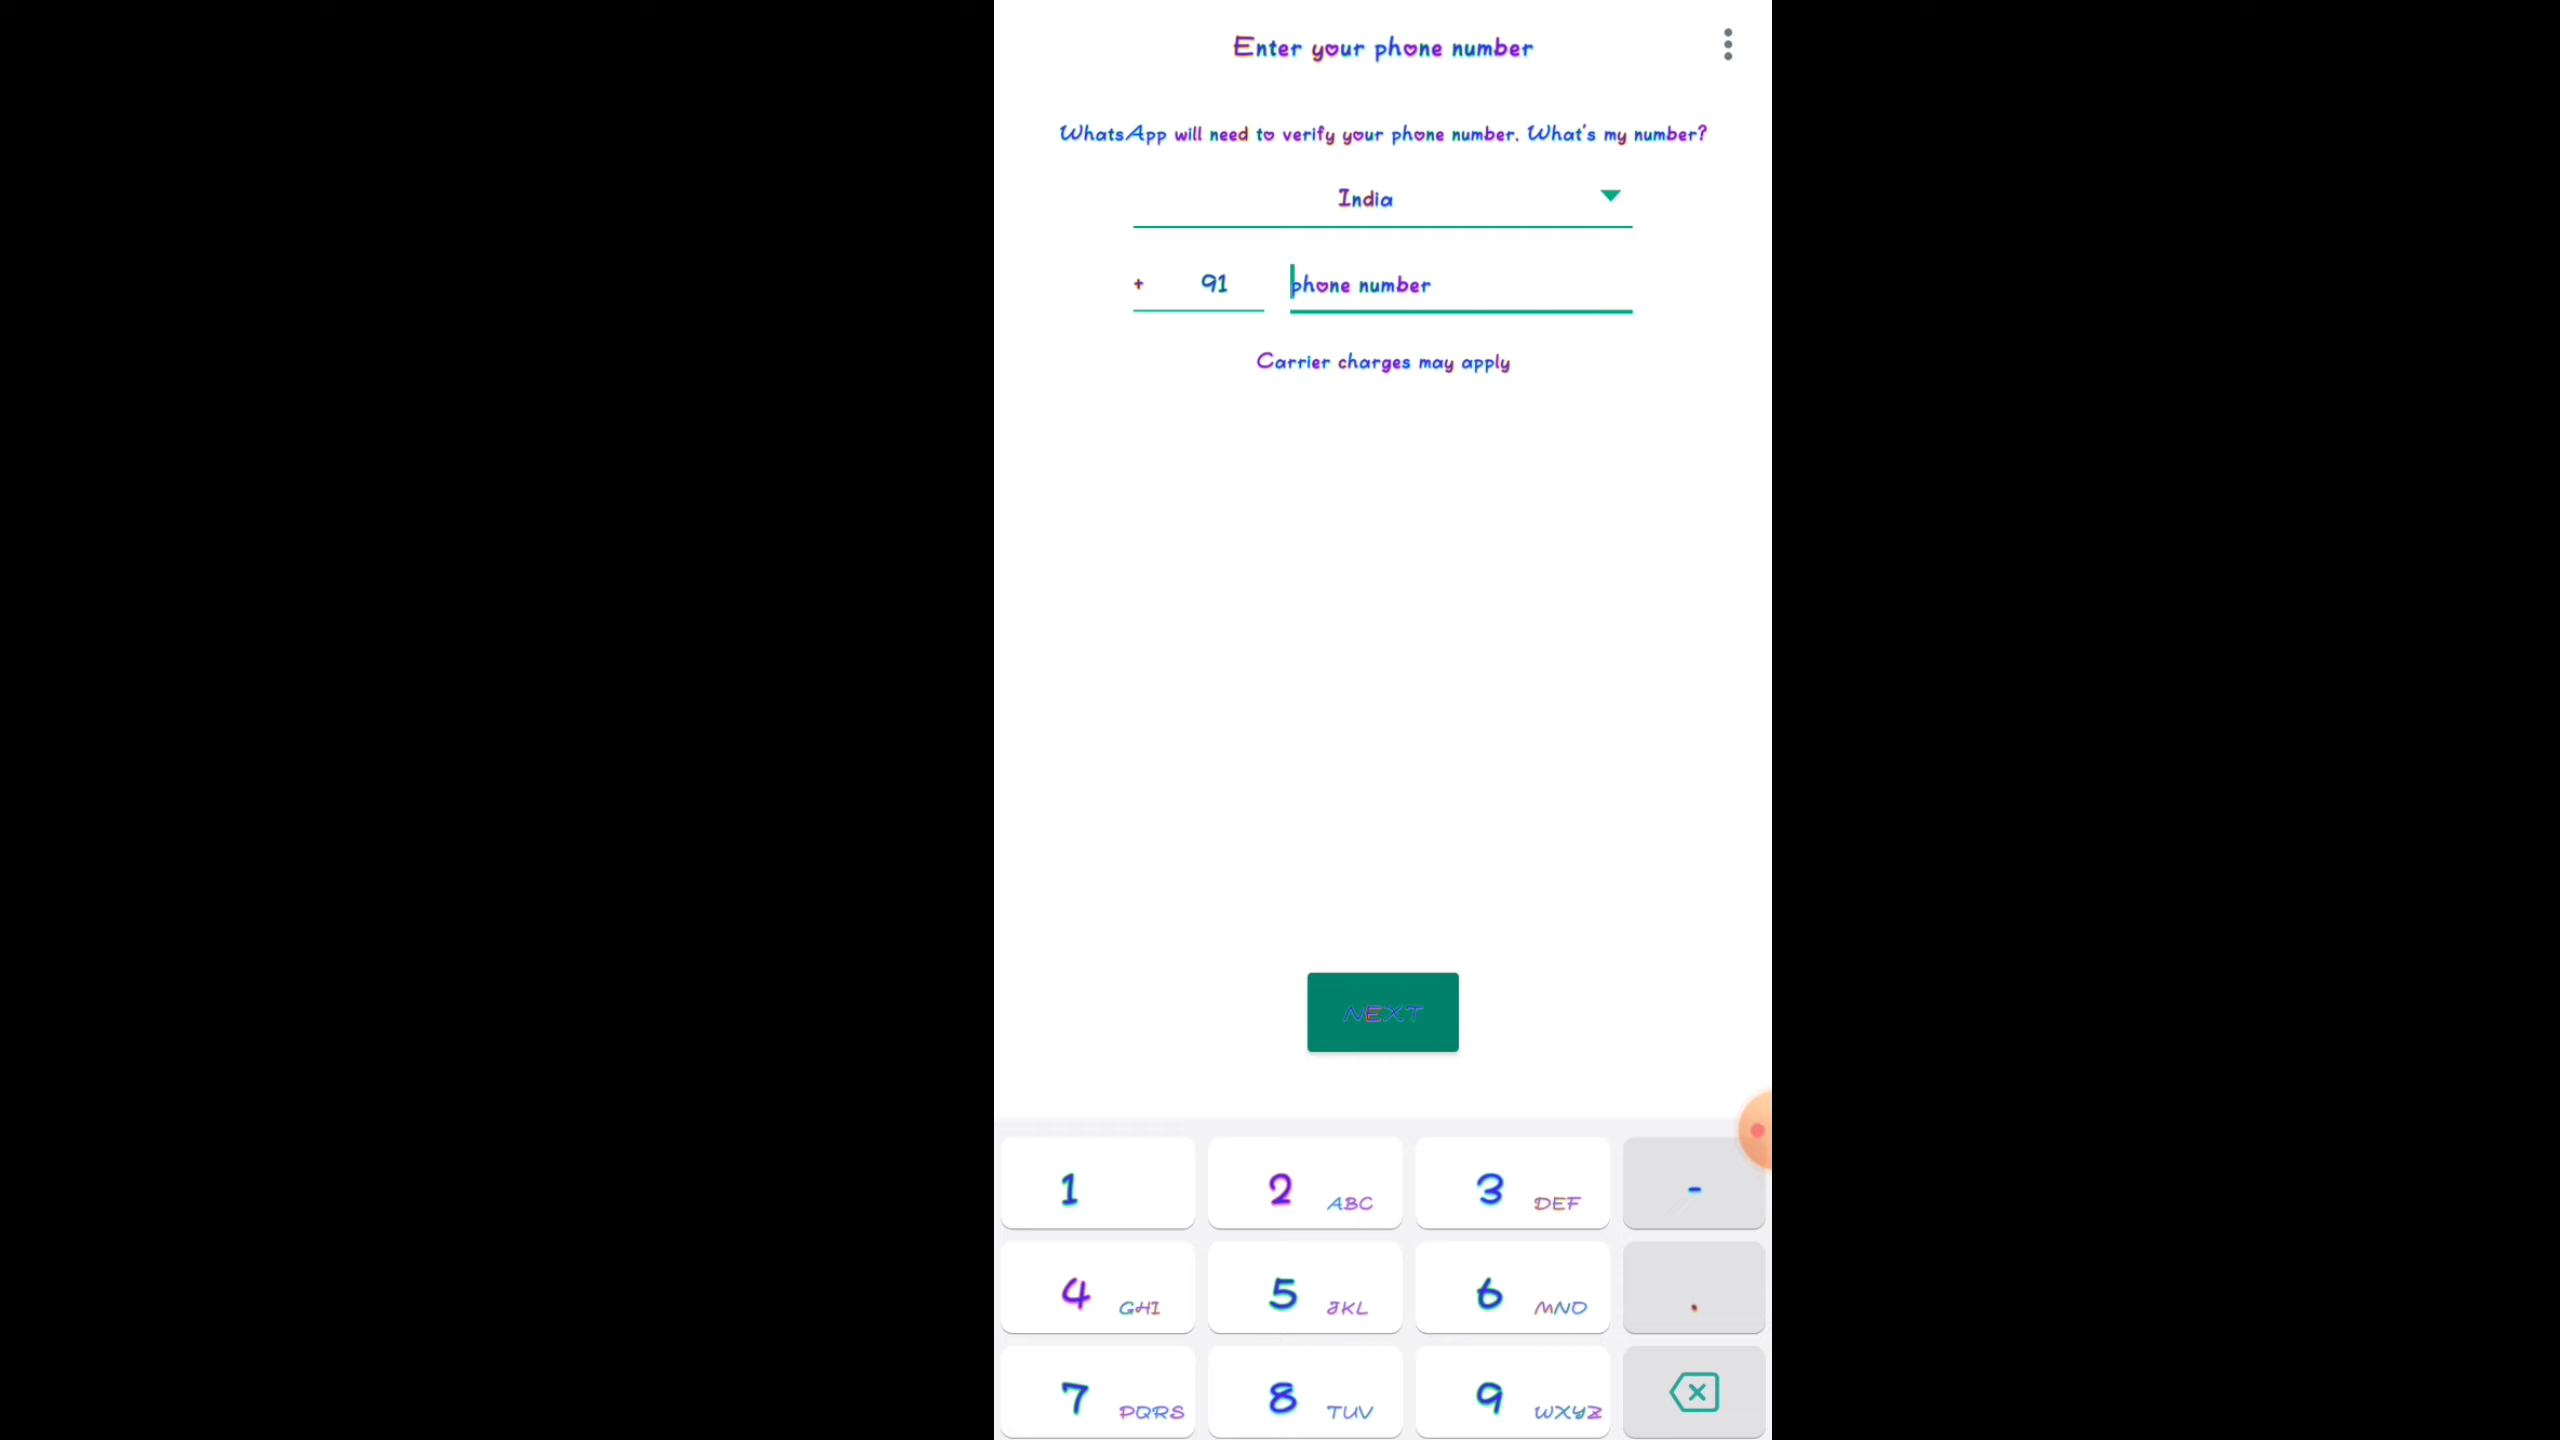 Enter your phone number
WhatsApp will need to verify your phone number. What's my number?
India
+ 91 phone number
Carrier charges may apply
NEXT
1 2 ABC 3 DEF -
4 GHI 5 JKL 6 MNO .
7 PQRS 8 TUV 9 WXYZ